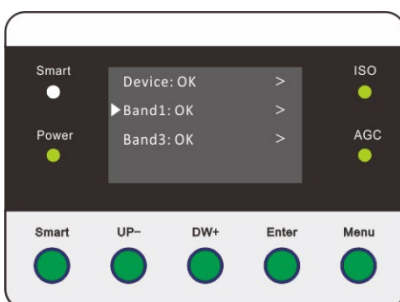 Smart
ISO
Device: OK >
Band1: OK >
Band3: OK >
Power
AGC
Smart UP- DW+ Enter Menu